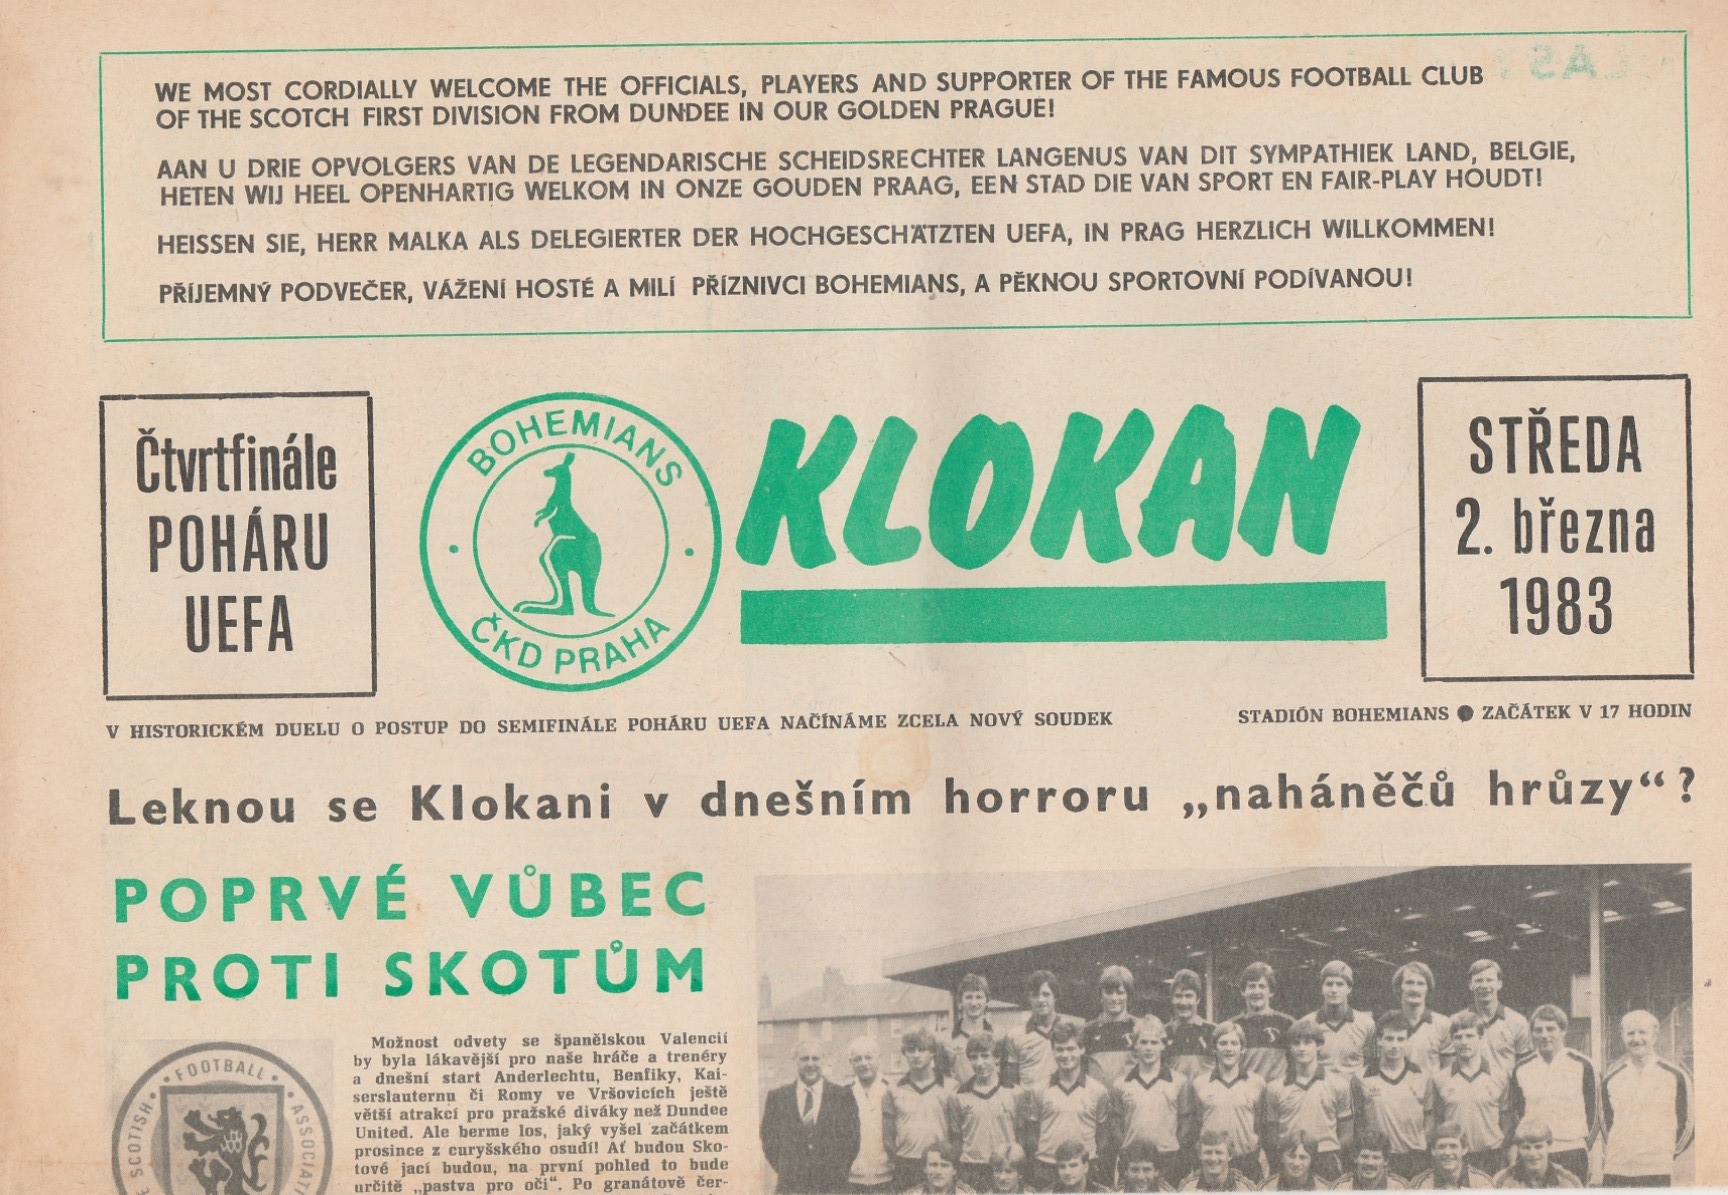 WE MOST CORDIALLY WELCOME THE OFFICIALS, PLAYERS AND SUPPORTER OF THE FAMOUS FOOTBALL CLUB
OF THE SCOTCH FIRST DIVISION FROM DUNDEE IN OUR GOLDEN PRAGUE!
AAN U DRIE OPVOLGERS VAN DE LEGENDARISCHE SCHEIDSRECHTER LANGENUS VAN DIT SYMPATHIEK LAND, BELGIE,
HETEN WIJ HEEL OPENHARTIG WELKOM IN ONZE GOUDEN PRAAG, EEN STAD DIE VAN SPORT EN FAIR-PLAY HOUDT!
HEISSEN SIE, HERR MALKA ALS DELEGIERTER DER HOCHGESCHÄTZTEN UEFA, IN PRAG HERZLICH WILLKOMMEN!
PŘÍJEMNÝ PODVEČER, VÁŽENÍ HOSTÉ A MILÍ PŘÍZNIVCI BOHEMIANS, A PĚKNOU SPORTOVNÍ PODÍVANOU!
Čtvrtfinále
POHÁRU
UEFA
BOHEMIANS
ČKD PRAHA
KLOKAN
STŘEDA
2. března
1983
V HISTORICKÉM DUELU O POSTUP DO SEMIFINÁLE POHÁRU UEFA NAČÍNÁME ZCELA NOVÝ SOUDEK
STADIÓN BOHEMIANS ● ZAČÁTEK V 17 HODIN
Leknou se Klokani v dnešním horroru „naháněčů hrůzy“?
POPRVÉ VŮBEC
PROTI SKOTŮM
Možnost odvety se španělskou Valencií
by byla lákavější pro naše hráče a trenéry
a dnešní start Anderlechtu, Benfiky, Kai-
serslauternu či Romy ve Vršovicích ještě
větší atrakcí pro pražské diváky než Dundee
United. Ale berme los, jaký vyšel začátkem
prosince z curyšského osudí! Ať budou Sko-
tové jací budou, na první pohled to bude
určitě „pastva pro oči“. Po granátově čer-
SCOTISH
FOOTBALL